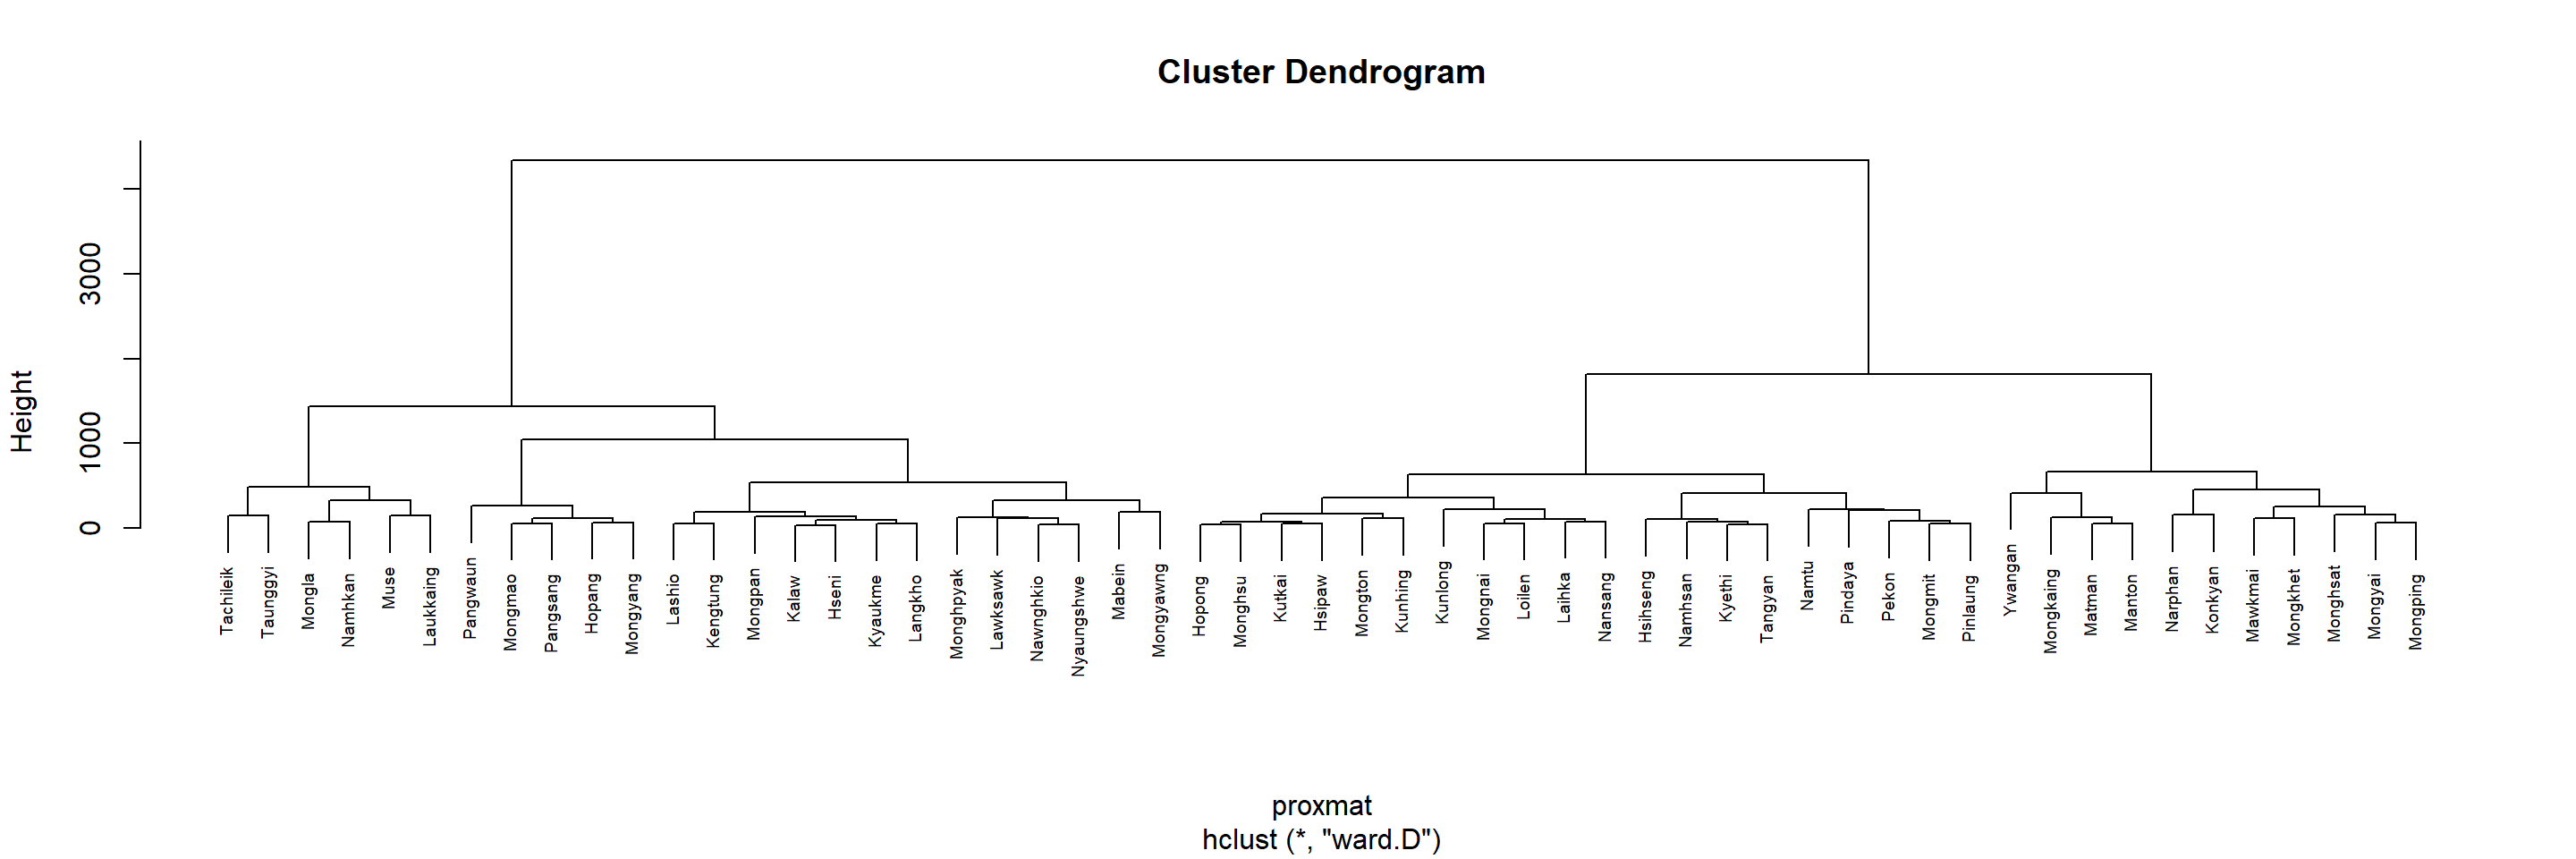 Cluster Dendrogram
Height
0
1000
3000
Tachileik
Taunggyi
Mongla
Namhkan
Muse
Laukkaing
Pangwaun
Mongmao
Pangsang
Hopang
Mongyang
Lashio
Kengtung
Mongpan
Kalaw
Hseni
Kyaukme
Langkho
Monghpyak
Lawksawk
Nawnghkio
Nyaungshwe
Mabein
Mongyawng
Hopong
Monghsu
Kutkai
Hsipaw
Mongton
Kunhing
Kunlong
Mongnai
Loilen
Laihka
Nansang
Hsihseng
Namhsan
Kyethi
Tangyan
Namtu
Pindaya
Pekon
Mongmit
Pinlaung
Ywangan
Mongkaing
Matman
Manton
Narphan
Konkyan
Mawkmai
Mongkhet
Monghsat
Mongyai
Mongping
proxmat
hclust (*, "ward.D")